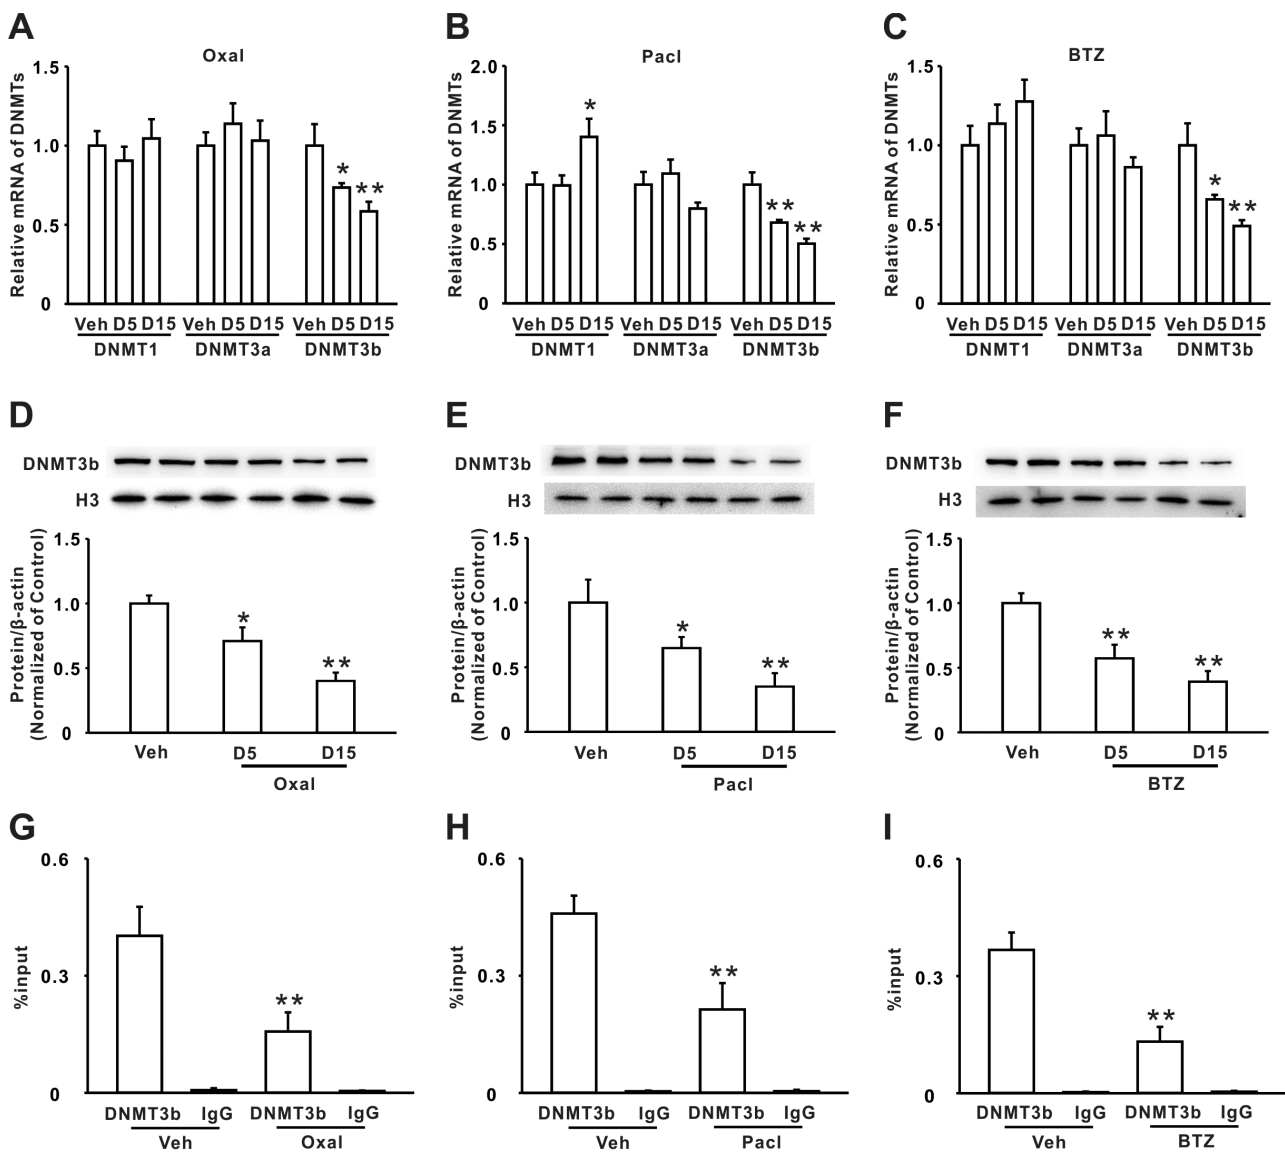 A
B
C
Oxal
Pacl
BTZ
Relative mRNA of DNMTs
1.5
1.0
0.5
0
*
**
Veh D5 D15 Veh D5 D15 Veh D5 D15
DNMT1 DNMT3a DNMT3b
Relative mRNA of DNMTs
2.0
1.5
1.0
0.5
0
*
**
**
Veh D5 D15 Veh D5 D15 Veh D5 D15
DNMT1 DNMT3a DNMT3b
Relative mRNA of DNMTs
1.5
1.0
0.5
0
*
**
Veh D5 D15 Veh D5 D15 Veh D5 D15
DNMT1 DNMT3a DNMT3b
D
DNMT3b
H3
Protein/β-actin
(Normalized of Control)
1.5
1.0
0.5
0
*
**
Veh D5 D15
Oxal
E
DNMT3b
H3
Protein/β-actin
(Normalized of Control)
1.5
1.0
0.5
0
*
**
Veh D5 D15
Pacl
F
DNMT3b
H3
Protein/β-actin
(Normalized of Control)
1.5
1.0
0.5
0
**
**
Veh D5 D15
BTZ
G
%input
0.6
0.3
0
**
DNMT3b IgG DNMT3b IgG
Veh Oxal
H
%input
0.6
0.3
0
**
DNMT3b IgG DNMT3b IgG
Veh Pacl
I
%input
0.6
0.3
0
**
DNMT3b IgG DNMT3b IgG
Veh BTZ